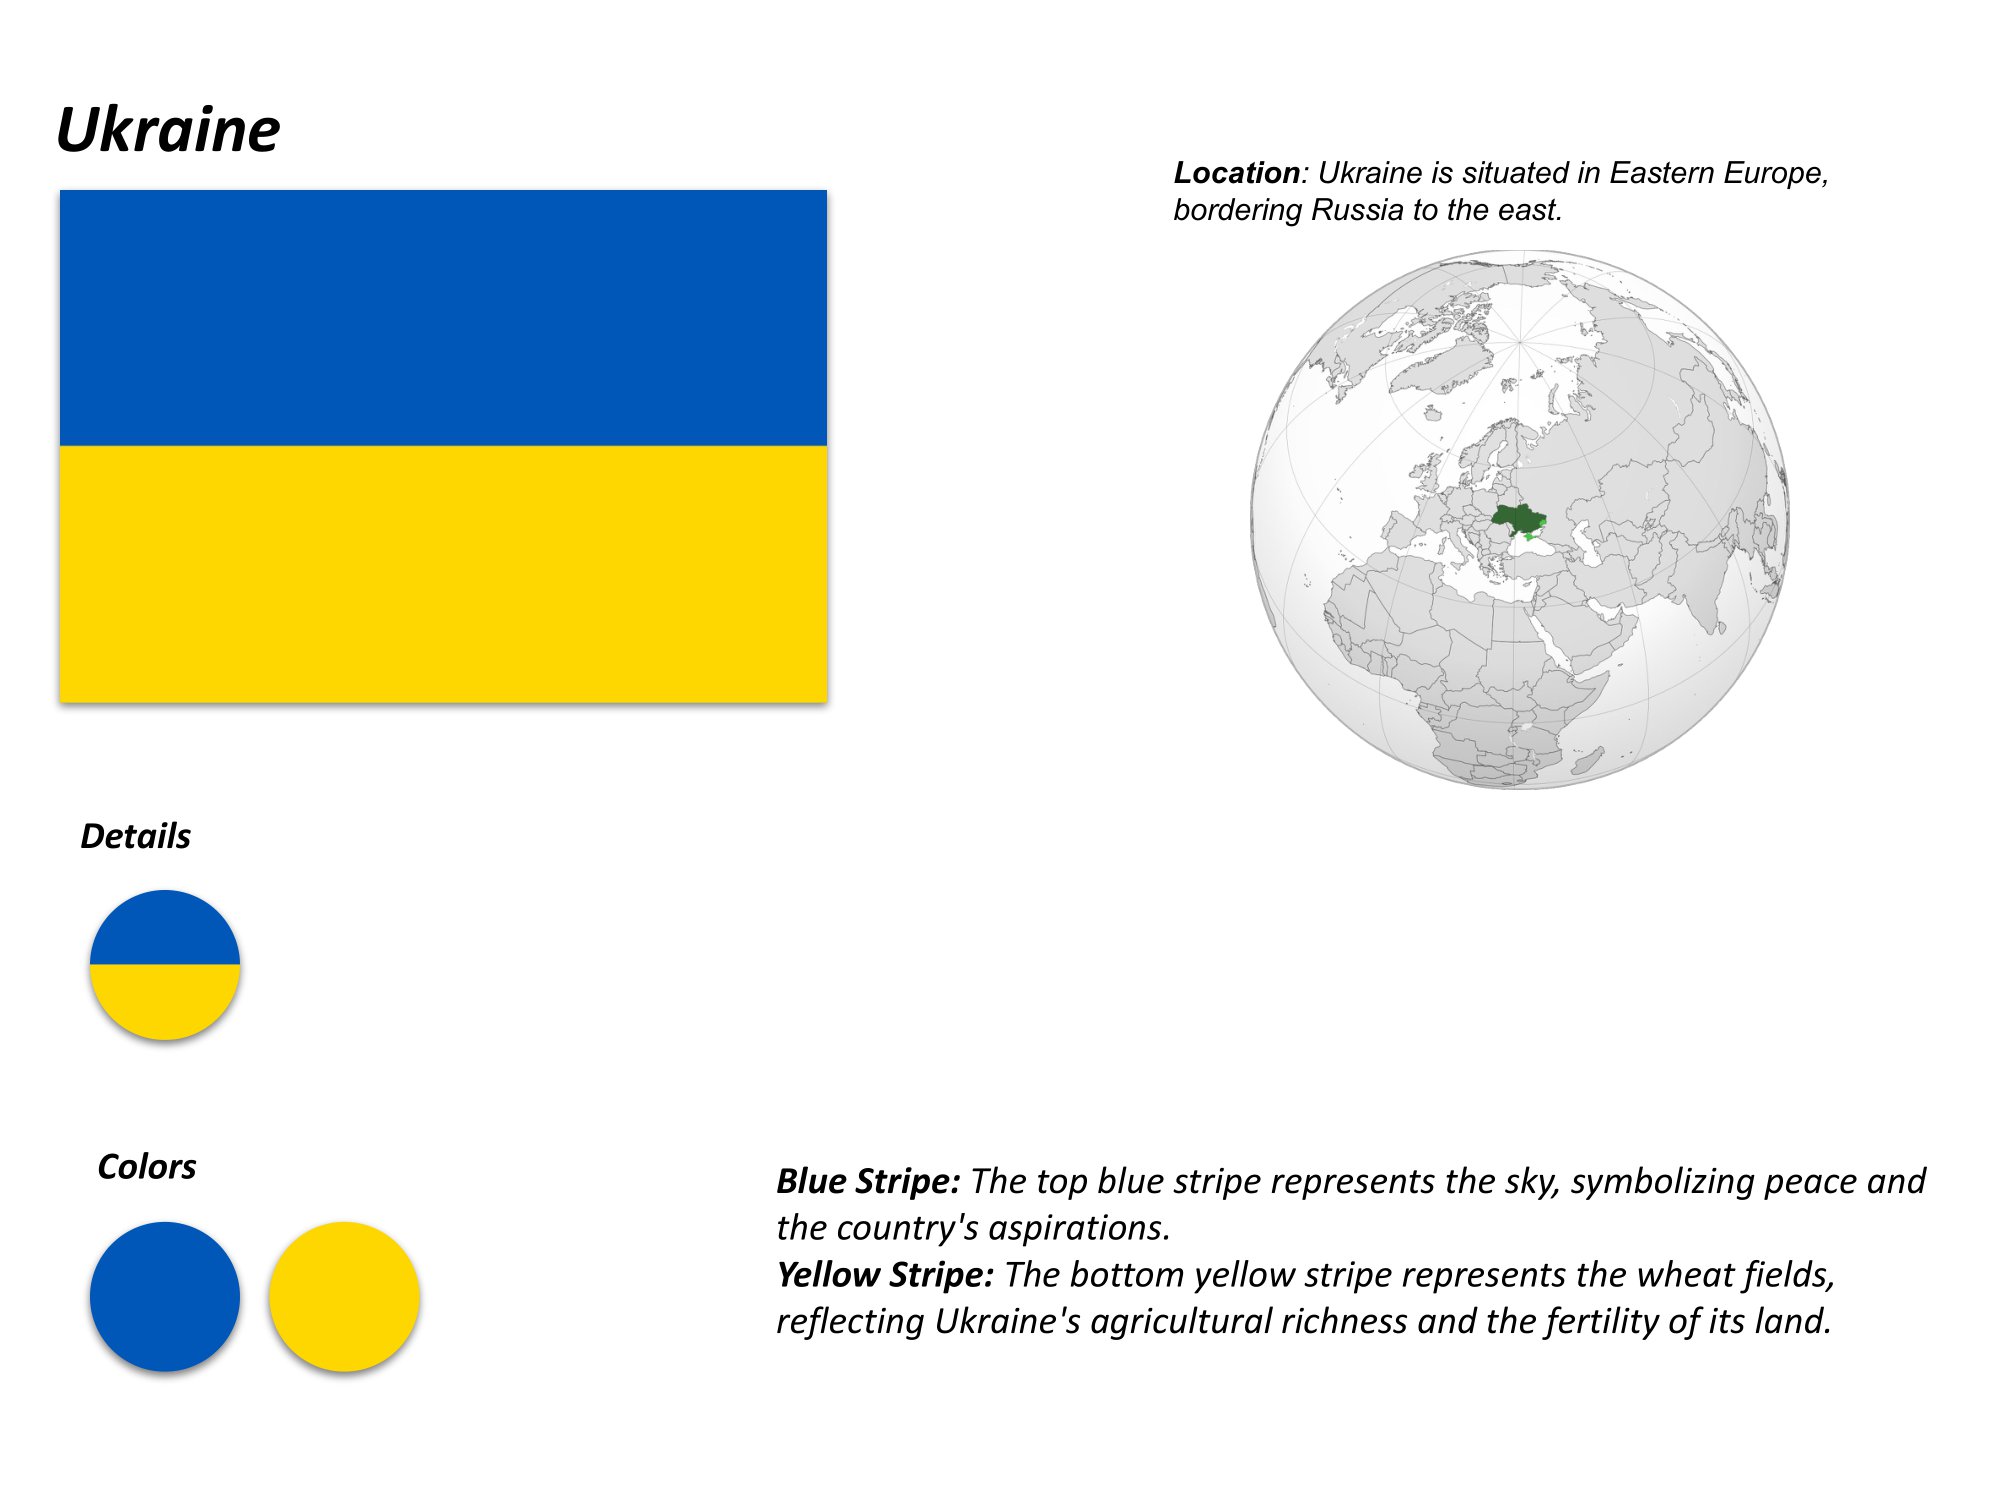 Ukraine
Location: Ukraine is situated in Eastern Europe,
bordering Russia to the east.
Details
Colors
Blue Stripe: The top blue stripe represents the sky, symbolizing peace and
the country's aspirations.
Yellow Stripe: The bottom yellow stripe represents the wheat fields,
reflecting Ukraine's agricultural richness and the fertility of its land.